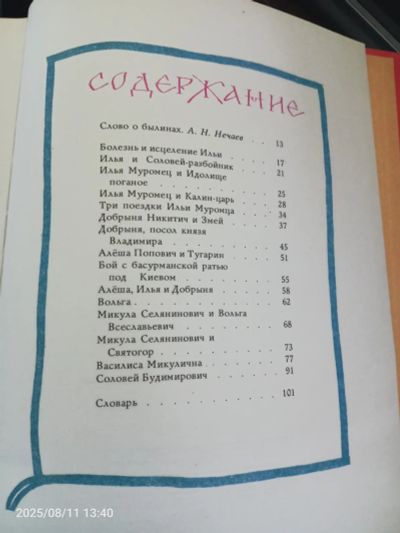 СОДЕРЖАНИЕ
Слово о былинах. А. Н. Нечаев . . 13
Болезнь и исцеление Ильи . . . . 17
Илья и Соловей-разбойник . . . . 21
Илья Муромец и Идолище
поганое . . . . . . . . . 25
Илья Муромец и Калин-царь . . . 28
Три поездки Ильи Муромца . . . 34
Добрыня Никитич и Змей . . . . 37
Добрыня, посол князя
Владимира . . . . . . . . 45
Алёша Попович и Тугарин . . . . 51
Бой с басурманской ратью
под Киевом . . . . . . . . 55
Алёша, Илья и Добрыня . . . . . 58
Вольга . . . . . . . . . . . 62
Микула Селянинович и Вольга
Всеславьевич . . . . . . . 68
Микула Селянинович и
Святогор . . . . . . . . . 73
Василиса Микулична . . . . . . 77
Соловей Будимирович . . . . . . 91
Словарь . . . . . . . . . . 101
2025/08/11 13:40